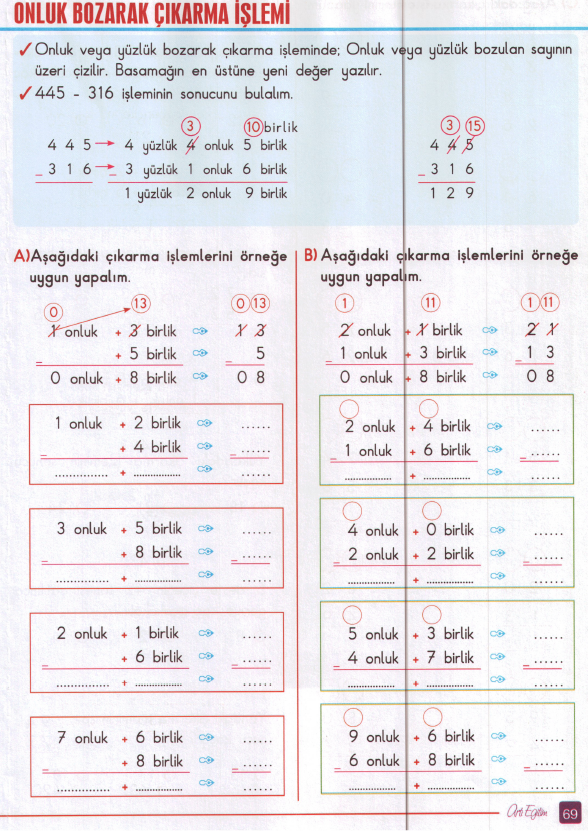 ONLUK BOZARAK ÇIKARMA İŞLEMİ
✓ Onluk veya yüzlük bozarak çıkarma işleminde; Onluk veya yüzlük bozulan sayının
üzeri çizilir. Basamağın en üstüne yeni değer yazılır.
✓ 445 - 316 işleminin sonucunu bulalım.
3 10 birlik
4 4 5 → 4 yüzlük 4 onluk 5 birlik
_ 3 1 6 → _ 3 yüzlük 1 onluk 6 birlik
1 yüzlük 2 onluk 9 birlik
3 15
4 4 5
_ 3 1 6
1 2 9
A) Aşağıdaki çıkarma işlemlerini örneğe
uygun yapalım.
0 13 0 13
1 onluk + 3 birlik 1 3
_ + 5 birlik _ 5
0 onluk + 8 birlik 0 8
1 onluk + 2 birlik ......
_ + 4 birlik _ ......
.............. + ................ ......
3 onluk + 5 birlik ......
_ + 8 birlik _ ......
.............. + ................ ......
2 onluk + 1 birlik ......
_ + 6 birlik _ ......
.............. + ................ ......
7 onluk + 6 birlik ......
_ + 8 birlik _ ......
.............. + ................ ......
B) Aşağıdaki çıkarma işlemlerini örneğe
uygun yapalım.
1 11 1 11
2 onluk + 1 birlik 2 1
_ 1 onluk + 3 birlik _ 1 3
0 onluk + 8 birlik 0 8
2 onluk + 4 birlik ......
_ 1 onluk + 6 birlik _ ......
.............. + ................ ......
4 onluk + 0 birlik ......
_ 2 onluk + 2 birlik _ ......
.............. + ................ ......
5 onluk + 3 birlik ......
_ 4 onluk + 7 birlik _ ......
.............. + ................ ......
9 onluk + 6 birlik ......
_ 6 onluk + 8 birlik _ ......
.............. + ................ ......
Artı Eğitim 69